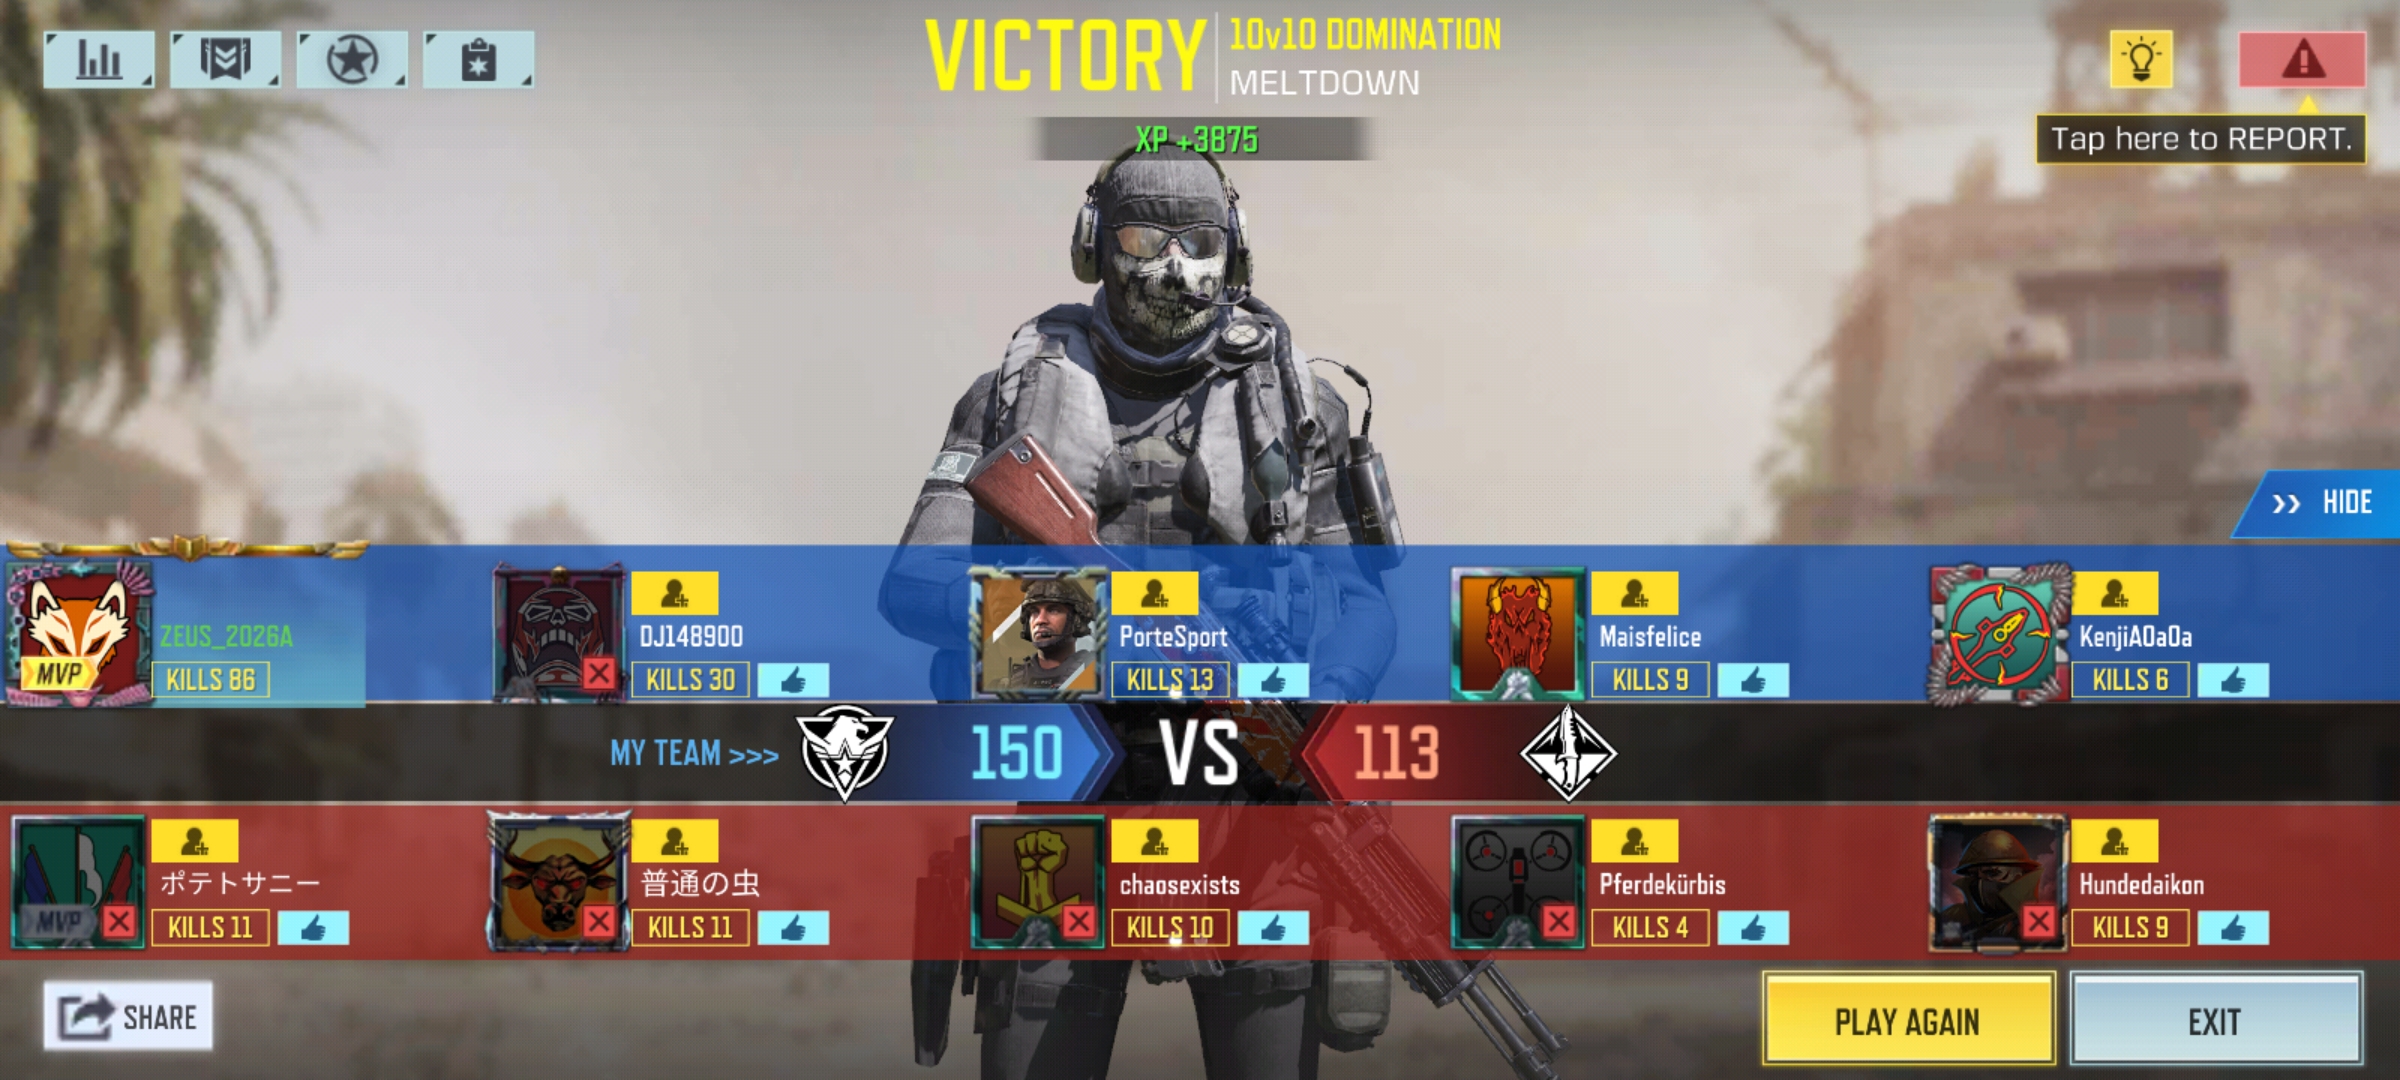 VICTORY
10v10 DOMINATION
MELTDOWN
XP +3875
Tap here to REPORT.
>> HIDE
MVP
ZEUS_2026A
KILLS 86
DJ148900
KILLS 30
PorteSport
KILLS 13
Maisfelice
KILLS 9
KenjiA0a0a
KILLS 6
MY TEAM >>>
150
VS
113
MVP
ポテトサニー
KILLS 11
普通の虫
KILLS 11
chaosexists
KILLS 10
Pferdekürbis
KILLS 4
Hundedaikon
KILLS 9
SHARE
PLAY AGAIN
EXIT